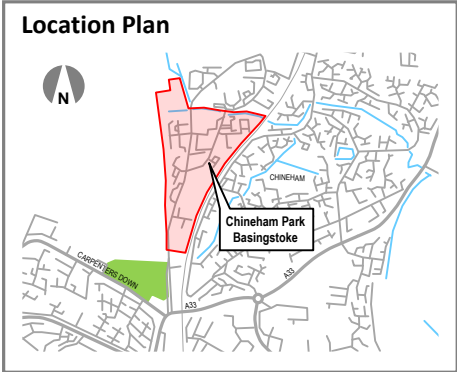 Location Plan
N
CHINEHAM
Chineham Park
Basingstoke
CARPENTERS DOWN
A33
A33